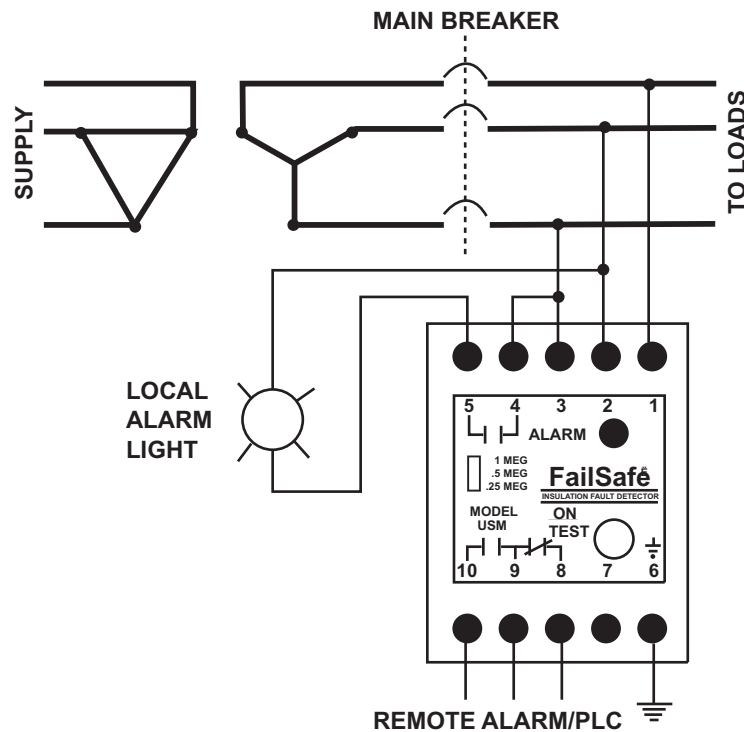 MAIN BREAKER
SUPPLY
TO LOADS
LOCAL
ALARM
LIGHT
5 4 3 2 1
ALARM
1 MEG
.5 MEG
.25 MEG
FailSafe
INSULATION FAULT DETECTOR
MODEL
USM
ON
TEST
10 9 8 7 6
REMOTE ALARM/PLC